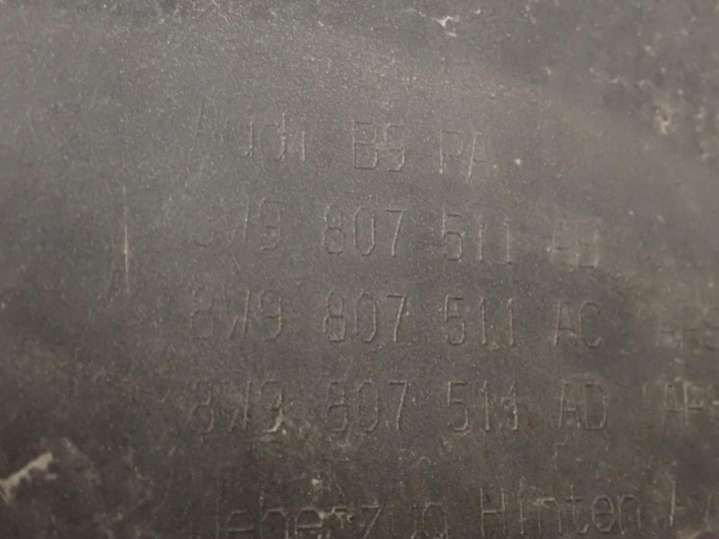 Audi B9 PA
8W9 807 511
8W9 807 511 AC
8W9 807 511 AD
Hinten